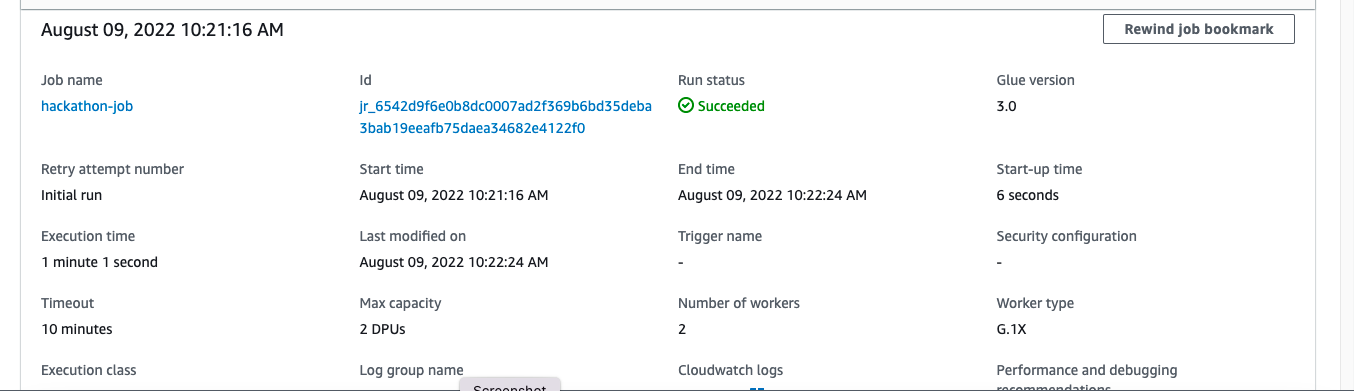 August 09, 2022 10:21:16 AM
Rewind job bookmark
Job name
Id
Run status
Glue version
hackathon-job
jr_6542d9f6e0b8dc0007ad2f369b6bd35deba
3bab19eeafb75daea34682e4122f0
Succeeded
3.0
Retry attempt number
Start time
End time
Start-up time
Initial run
August 09, 2022 10:21:16 AM
August 09, 2022 10:22:24 AM
6 seconds
Execution time
Last modified on
Trigger name
Security configuration
1 minute 1 second
August 09, 2022 10:22:24 AM
-
-
Timeout
Max capacity
Number of workers
Worker type
10 minutes
2 DPUs
2
G.1X
Execution class
Log group name
Cloudwatch logs
Performance and debugging
recommendations
Screenshot